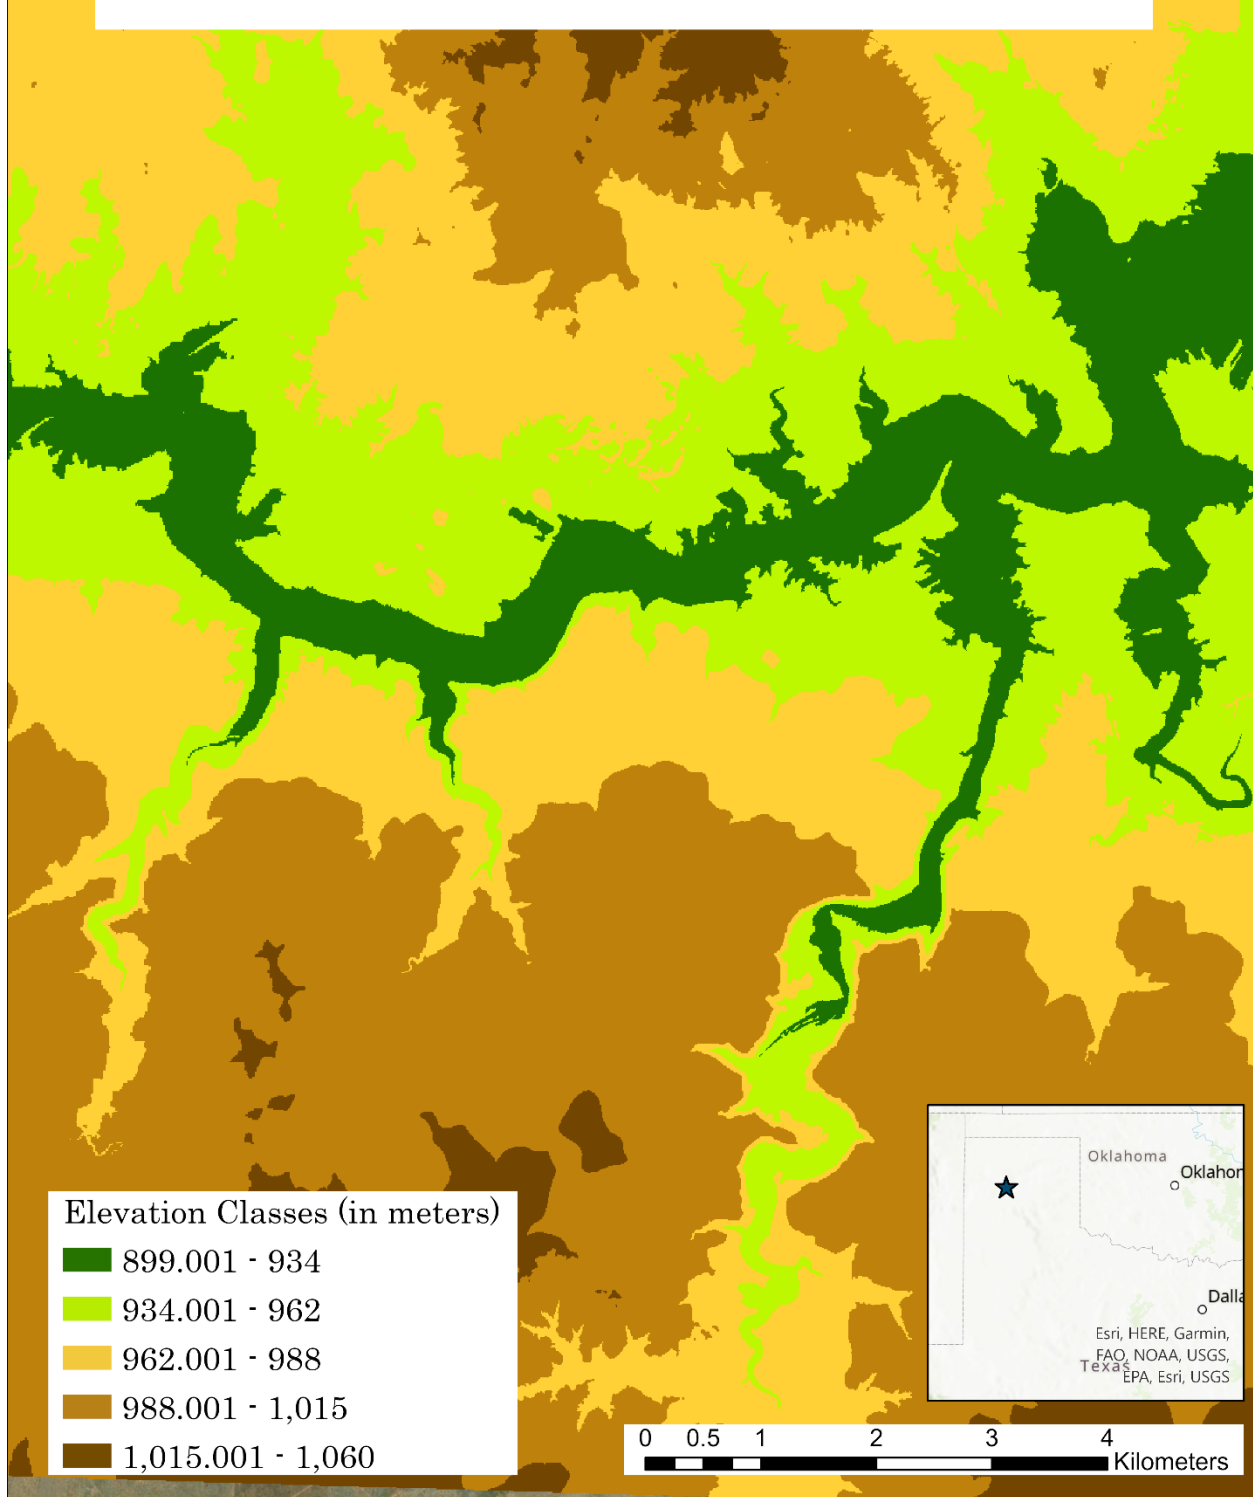 Oklahoma
Oklahor
Dalla
Texas
Esri, HERE, Garmin,
FAO, NOAA, USGS,
EPA, Esri, USGS
Elevation Classes (in meters)
899.001 - 934
934.001 - 962
962.001 - 988
988.001 - 1,015
1,015.001 - 1,060
0 0.5 1 2 3 4
Kilometers